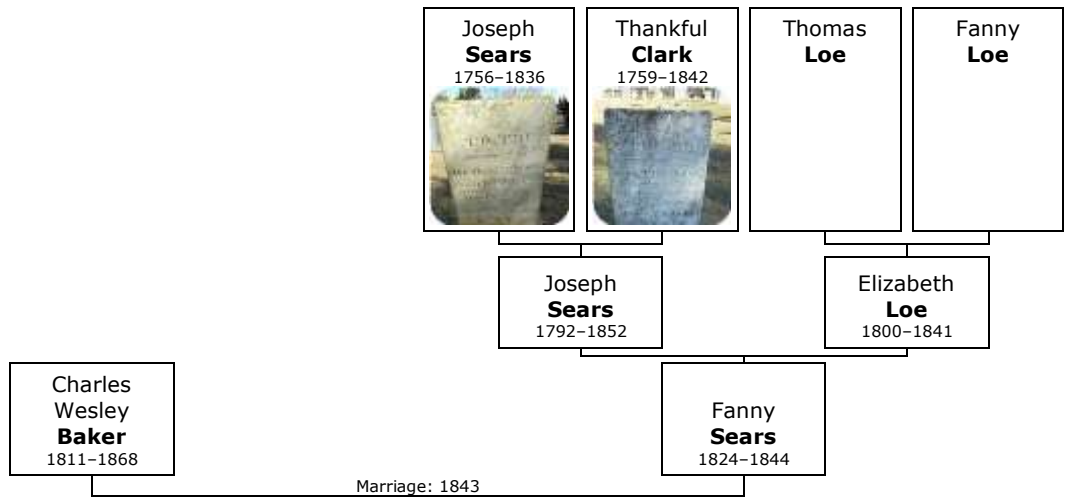 Joseph
Sears
1756–1836
Thankful
Clark
1759–1842
Thomas
Loe
Fanny
Loe
Joseph
Sears
1792–1852
Elizabeth
Loe
1800–1841
Charles
Wesley
Baker
1811–1868
Fanny
Sears
1824–1844
Marriage: 1843